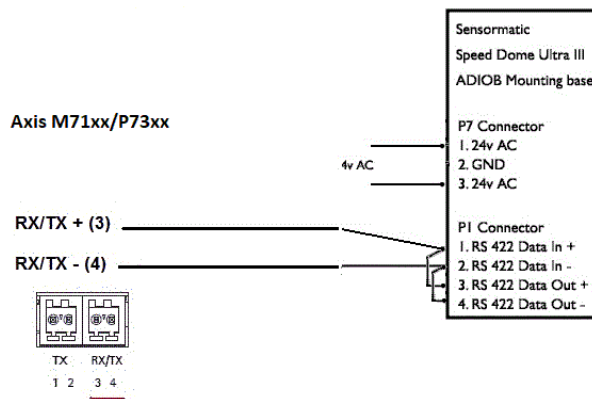 Sensormatic
Speed Dome Ultra III
ADIOB Mounting base
Axis M71xx/P73xx
P7 Connector
1. 24v AC
4v AC
2. GND
3. 24v AC
RX/TX + (3)
P1 Connector
1. RS 422 Data In +
RX/TX - (4)
2. RS 422 Data In -
3. RS 422 Data Out +
4. RS 422 Data Out -
TX RX/TX
1 2 3 4